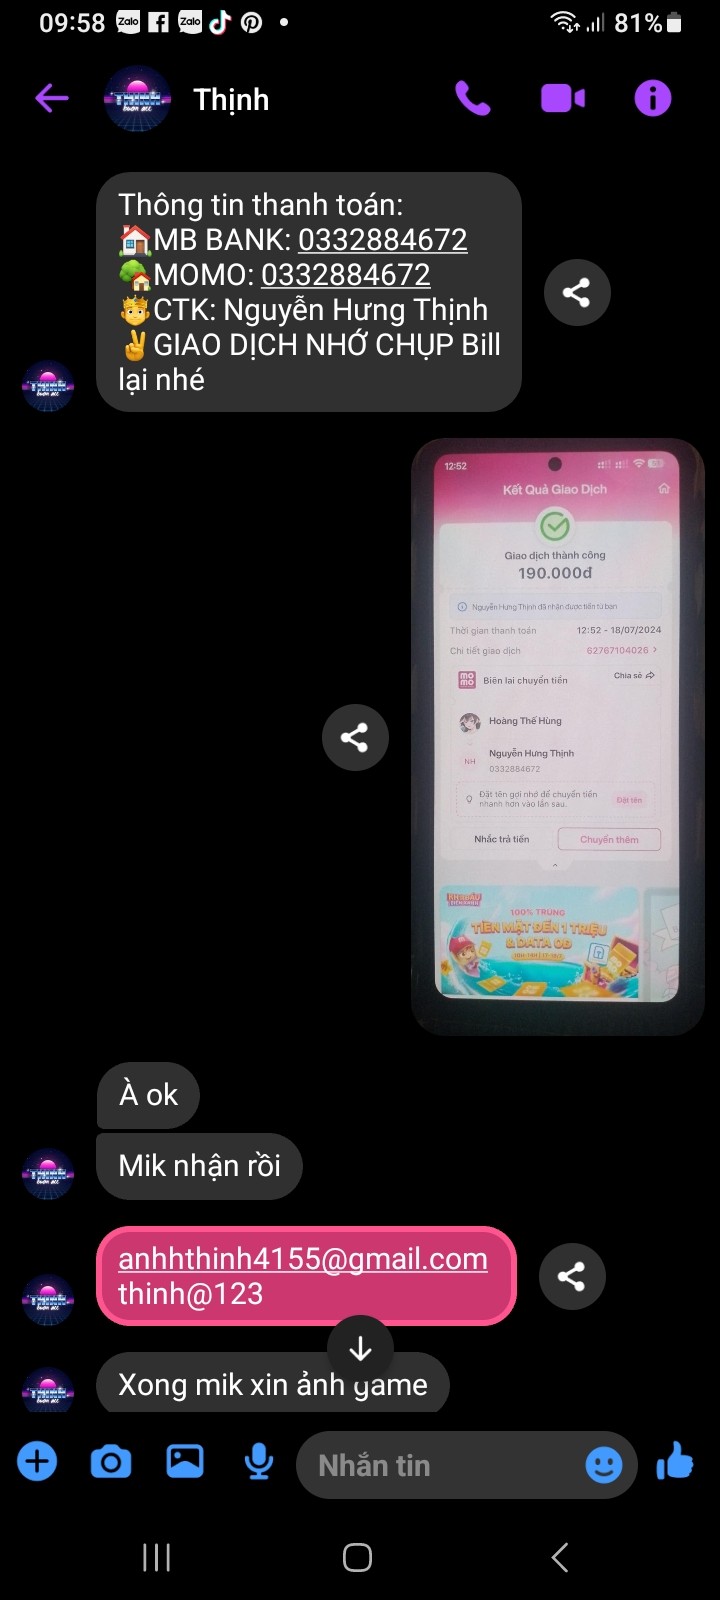 09:58
Zalo
Zalo
81%
Thịnh
Thông tin thanh toán:
🏠MB BANK: 0332884672
🏡MOMO: 0332884672
🤴CTK: Nguyễn Hưng Thịnh
✌️GIAO DỊCH NHỚ CHỤP Bill
lại nhé
12:52
Kết Quả Giao Dịch
Giao dịch thành công
190.000đ
Nguyễn Hưng Thịnh đã nhận được tiền từ bạn
Thời gian thanh toán 12:52 - 18/07/2024
Chi tiết giao dịch 62767104026 >
mo mo
Biên lai chuyển tiền Chia sẻ
Hoàng Thế Hùng
NH
Nguyễn Hưng Thịnh
0332884672
Đặt tên gợi nhớ để chuyển tiền
nhanh hơn vào lần sau.
Đặt tên
Nhắc trả tiền Chuyển thêm
100% TRÚNG
TIỀN MẶT ĐẾN 1 TRIỆU
& DATA 0Đ
À ok
Mik nhận rồi
anhhthinh4155@gmail.com
thinh@123
Xong mik xin ảnh game
Nhắn tin